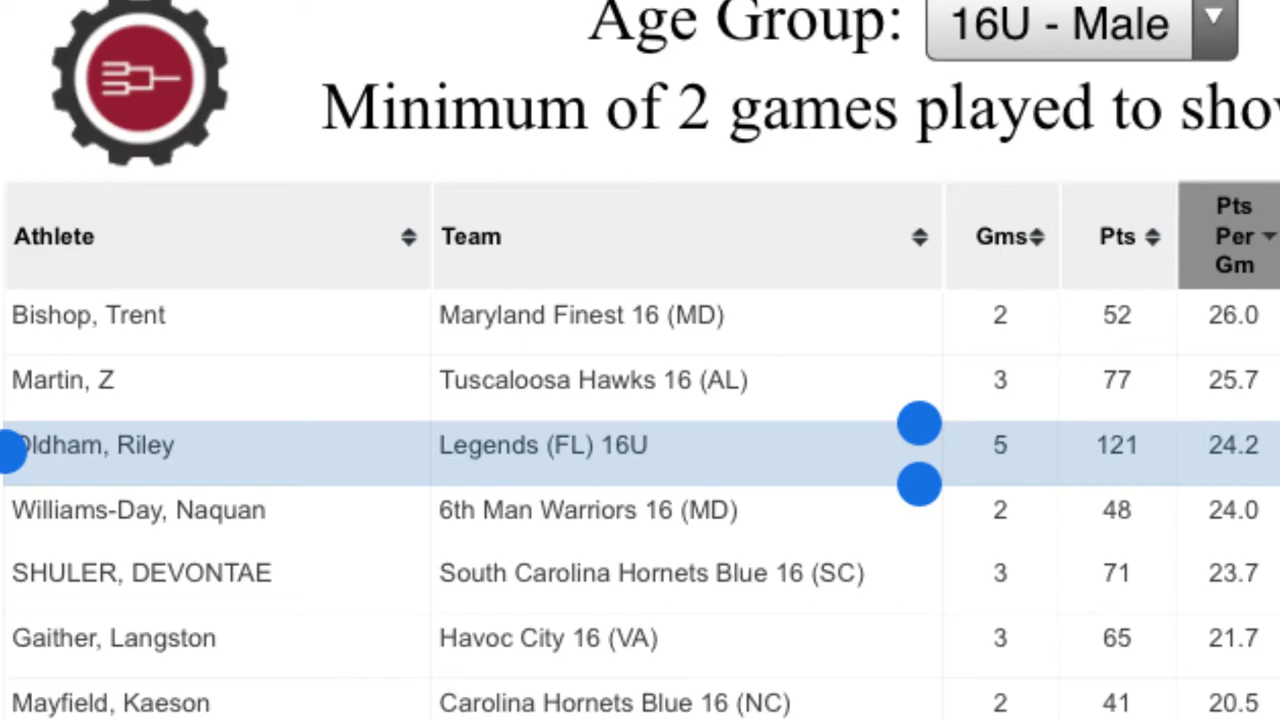 Age Group: 16U - Male
Minimum of 2 games played to
Athlete Team Gms Pts Pts Per Gm
Bishop, Trent Maryland Finest 16 (MD) 2 52 26.0
Martin, Z Tuscaloosa Hawks 16 (AL) 3 77 25.7
Oldham, Riley Legends (FL) 16U 5 121 24.2
Williams-Day, Naquan 6th Man Warriors 16 (MD) 2 48 24.0
SHULER, DEVONTAE South Carolina Hornets Blue 16 (SC) 3 71 23.7
Gaither, Langston Havoc City 16 (VA) 3 65 21.7
Mayfield, Kaeson Carolina Hornets Blue 16 (NC) 2 41 20.5